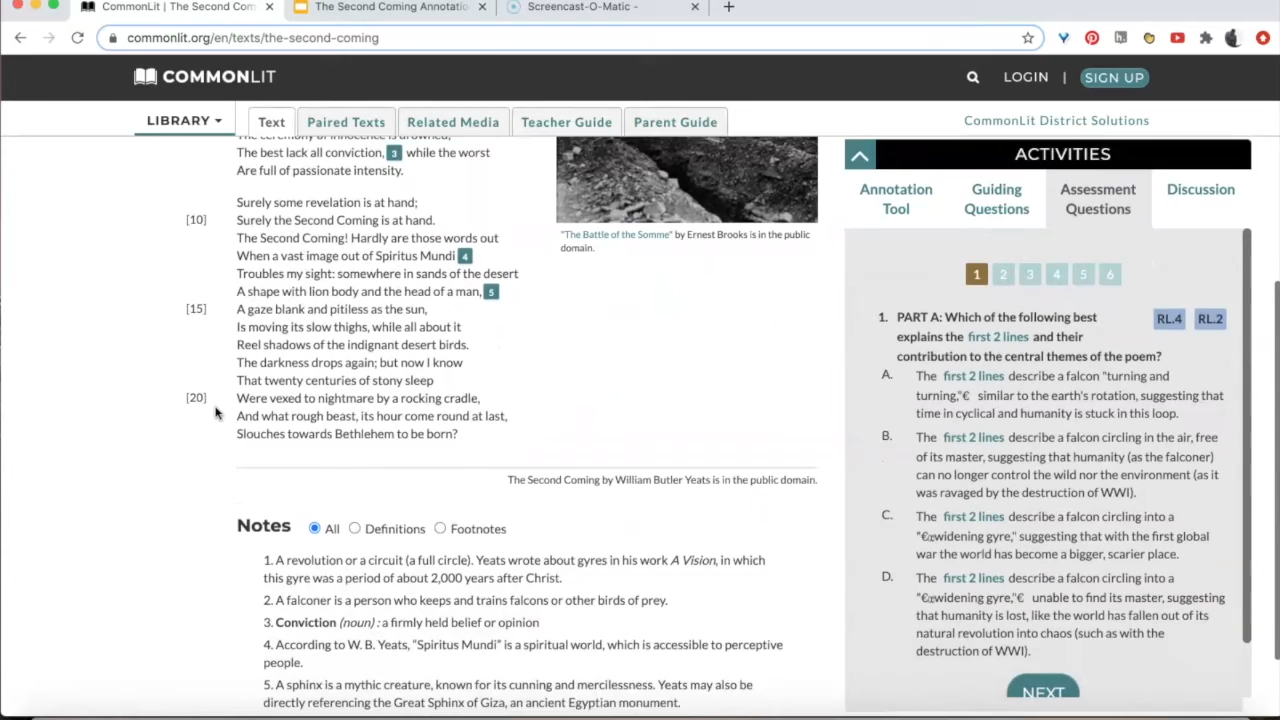 CommonLit | The Second Com
The Second Coming Annotatio
Screencast-O-Matic -
commonlit.org/en/texts/the-second-coming
COMMONLIT
LOGIN | SIGN UP
LIBRARY
Text
Paired Texts
Related Media
Teacher Guide
Parent Guide
CommonLit District Solutions
The ceremony of innocence is drowned;
The best lack all conviction, 3 while the worst
Are full of passionate intensity.
Surely some revelation is at hand;
[10] Surely the Second Coming is at hand.
The Second Coming! Hardly are those words out
When a vast image out of Spiritus Mundi 4
Troubles my sight: somewhere in sands of the desert
A shape with lion body and the head of a man, 5
[15] A gaze blank and pitiless as the sun,
Is moving its slow thighs, while all about it
Reel shadows of the indignant desert birds.
The darkness drops again; but now I know
That twenty centuries of stony sleep
[20] Were vexed to nightmare by a rocking cradle,
And what rough beast, its hour come round at last,
Slouches towards Bethlehem to be born?
"The Battle of the Somme" by Ernest Brooks is in the public
domain.
The Second Coming by William Butler Yeats is in the public domain.
Notes All Definitions Footnotes
1. A revolution or a circuit (a full circle). Yeats wrote about gyres in his work A Vision, in which
this gyre was a period of about 2,000 years after Christ.
2. A falconer is a person who keeps and trains falcons or other birds of prey.
3. Conviction (noun) : a firmly held belief or opinion
4. According to W. B. Yeats, “Spiritus Mundi” is a spiritual world, which is accessible to perceptive
people.
5. A sphinx is a mythic creature, known for its cunning and mercilessness. Yeats may also be
directly referencing the Great Sphinx of Giza, an ancient Egyptian monument.
ACTIVITIES
Annotation
Tool
Guiding
Questions
Assessment
Questions
Discussion
1 2 3 4 5 6
1. PART A: Which of the following best
RL.4 RL.2
explains the first 2 lines and their
contribution to the central themes of the poem?
A. The first 2 lines describe a falcon "turning and
turning,"€ similar to the earth's rotation, suggesting that
time in cyclical and humanity is stuck in this loop.
B. The first 2 lines describe a falcon circling in the air, free
of its master, suggesting that humanity (as the falconer)
can no longer control the wild nor the environment (as it
was ravaged by the destruction of WWI).
C. The first 2 lines describe a falcon circling into a
"€œwidening gyre," suggesting that with the first global
war the world has become a bigger, scarier place.
D. The first 2 lines describe a falcon circling into a
"€œwidening gyre,"€ unable to find its master, suggesting
that humanity is lost, like the world has fallen out of its
natural revolution into chaos (such as with the
destruction of WWI).
NEXT